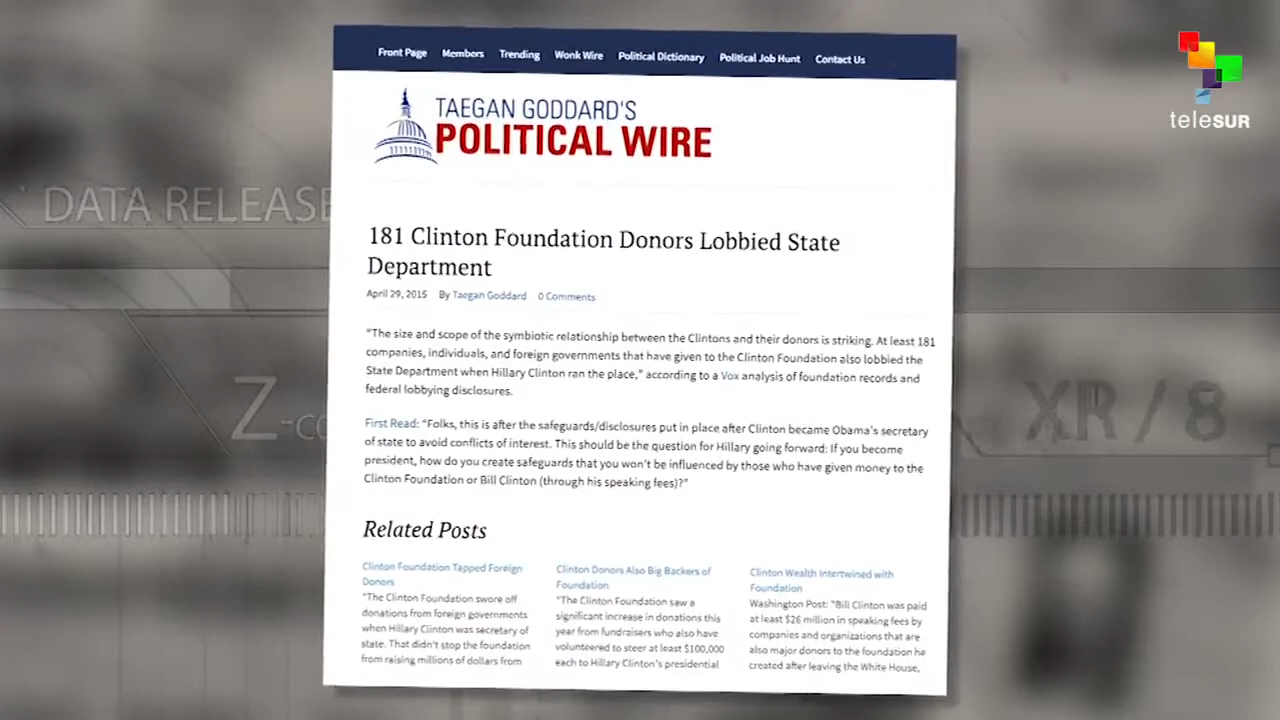 Front Page Members Trending Wonk Wire Political Dictionary Political Job Hunt Contact Us
TAEGAN GODDARD'S
POLITICAL WIRE
teleSUR
DATA RELEASE
181 Clinton Foundation Donors Lobbied State
Department
April 29, 2015 By Taegan Goddard 0 Comments
"The size and scope of the symbiotic relationship between the Clintons and their donors is striking. At least 181
companies, individuals, and foreign governments that have given to the Clinton Foundation also lobbied the
State Department when Hillary Clinton ran the place," according to a Vox analysis of foundation records and
federal lobbying disclosures.
First Read: "Folks, this is after the safeguards/disclosures put in place after Clinton became Obama's secretary
of state to avoid conflicts of interest. This should be the question for Hillary going forward: If you become
president, how do you create safeguards that you won't be influenced by those who have given money to the
Clinton Foundation or Bill Clinton (through his speaking fees)?"
Z-co
XR / 8
Related Posts
Clinton Foundation Tapped Foreign
Donors
"The Clinton Foundation swore off
donations from foreign governments
when Hillary Clinton was secretary of
state. That didn't stop the foundation
from raising millions of dollars from
Clinton Donors Also Big Backers of
Foundation
"The Clinton Foundation saw a
significant increase in donations this
year from fundraisers who also have
volunteered to steer at least $100,000
each to Hillary Clinton's presidential
Clinton Wealth Intertwined with
Foundation
Washington Post: "Bill Clinton was paid
at least $26 million in speaking fees by
companies and organizations that are
also major donors to the foundation he
created after leaving the White House,